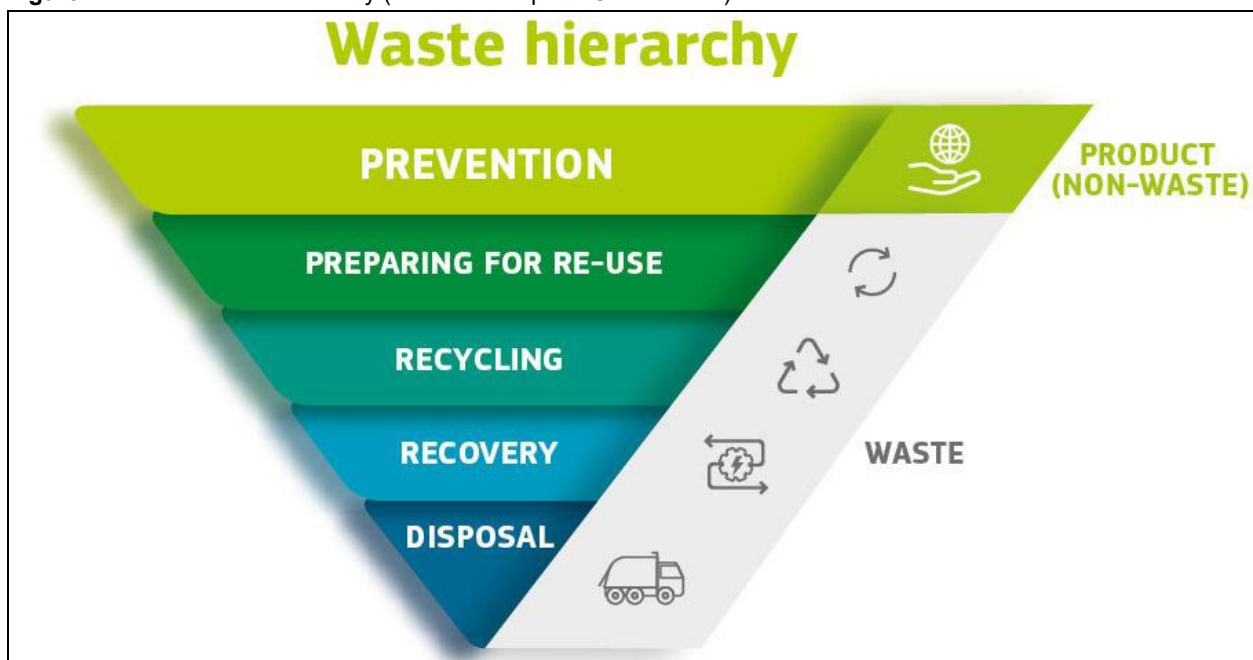 Waste hierarchy
PREVENTION
PRODUCT
(NON-WASTE)
PREPARING FOR RE-USE
RECYCLING
RECOVERY
WASTE
DISPOSAL